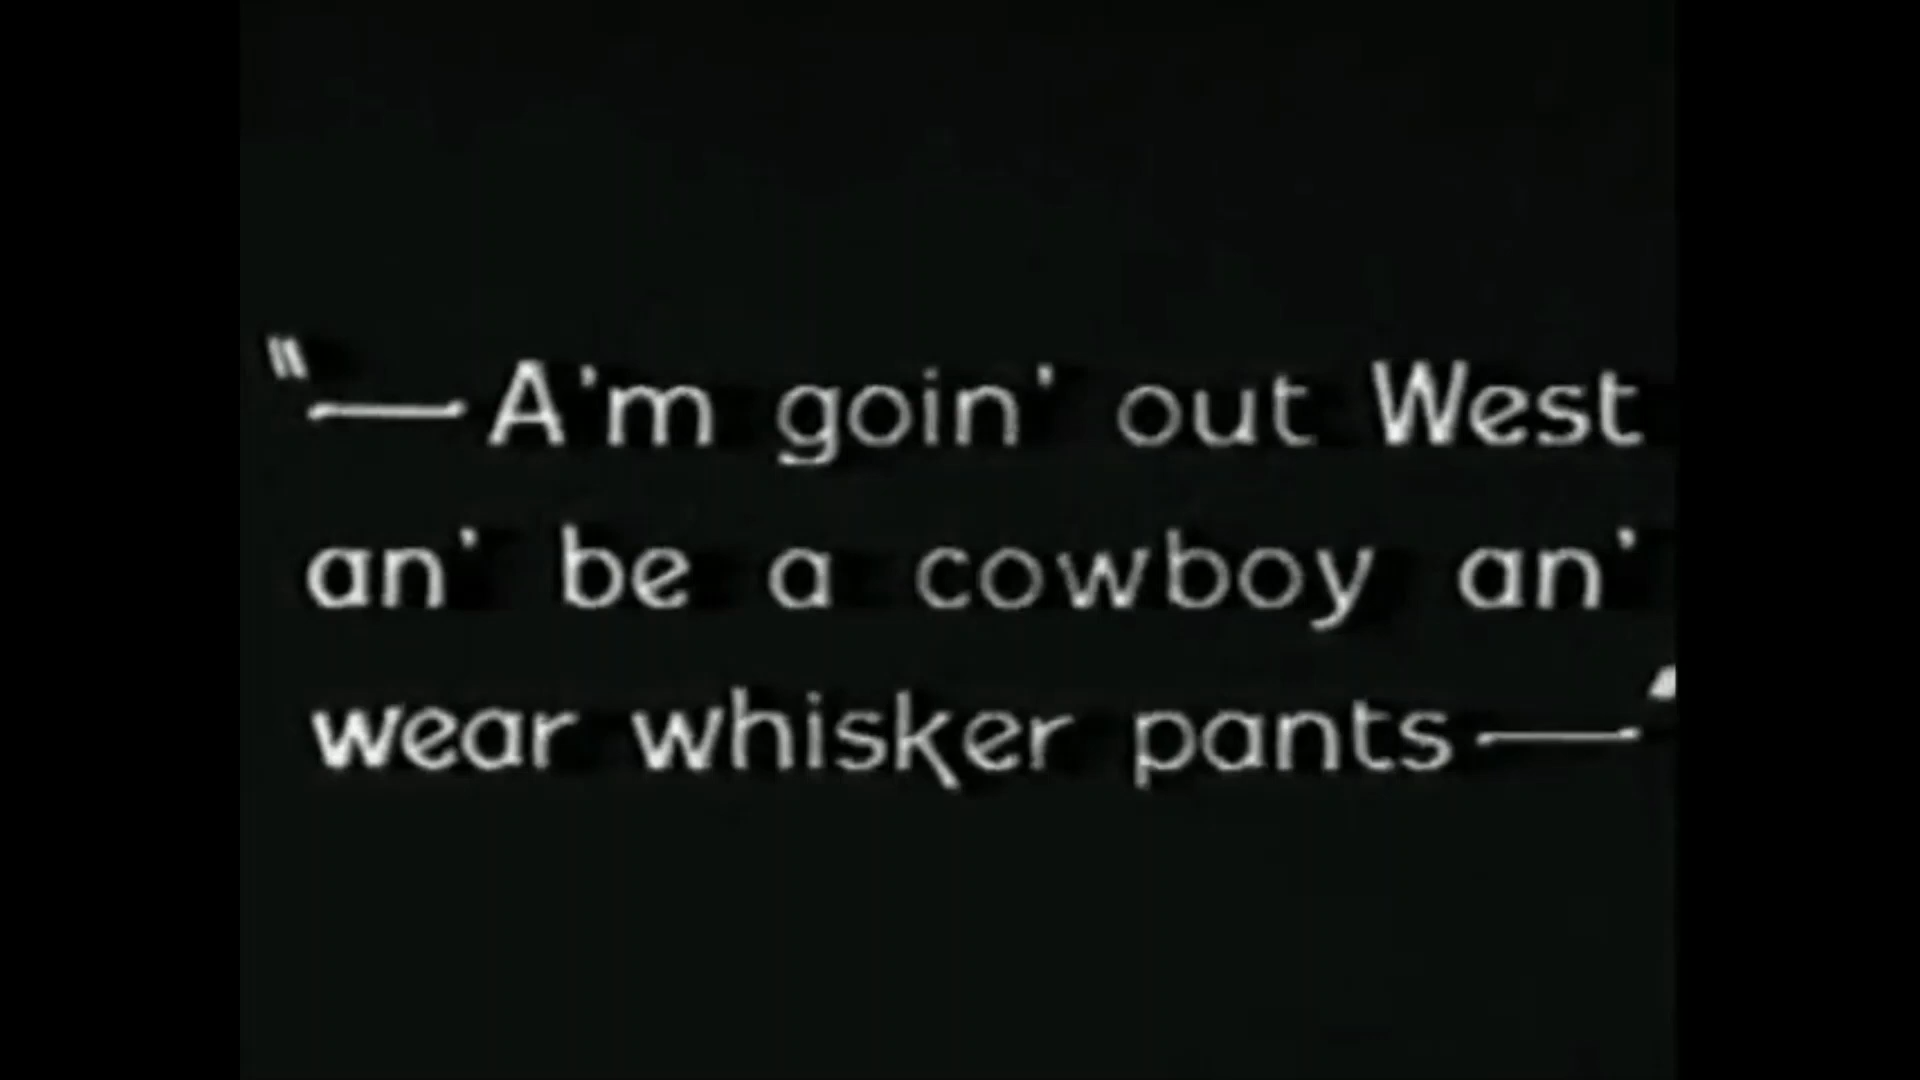 "—A'm goin' out West
an' be a cowboy an'
wear whisker pants—"